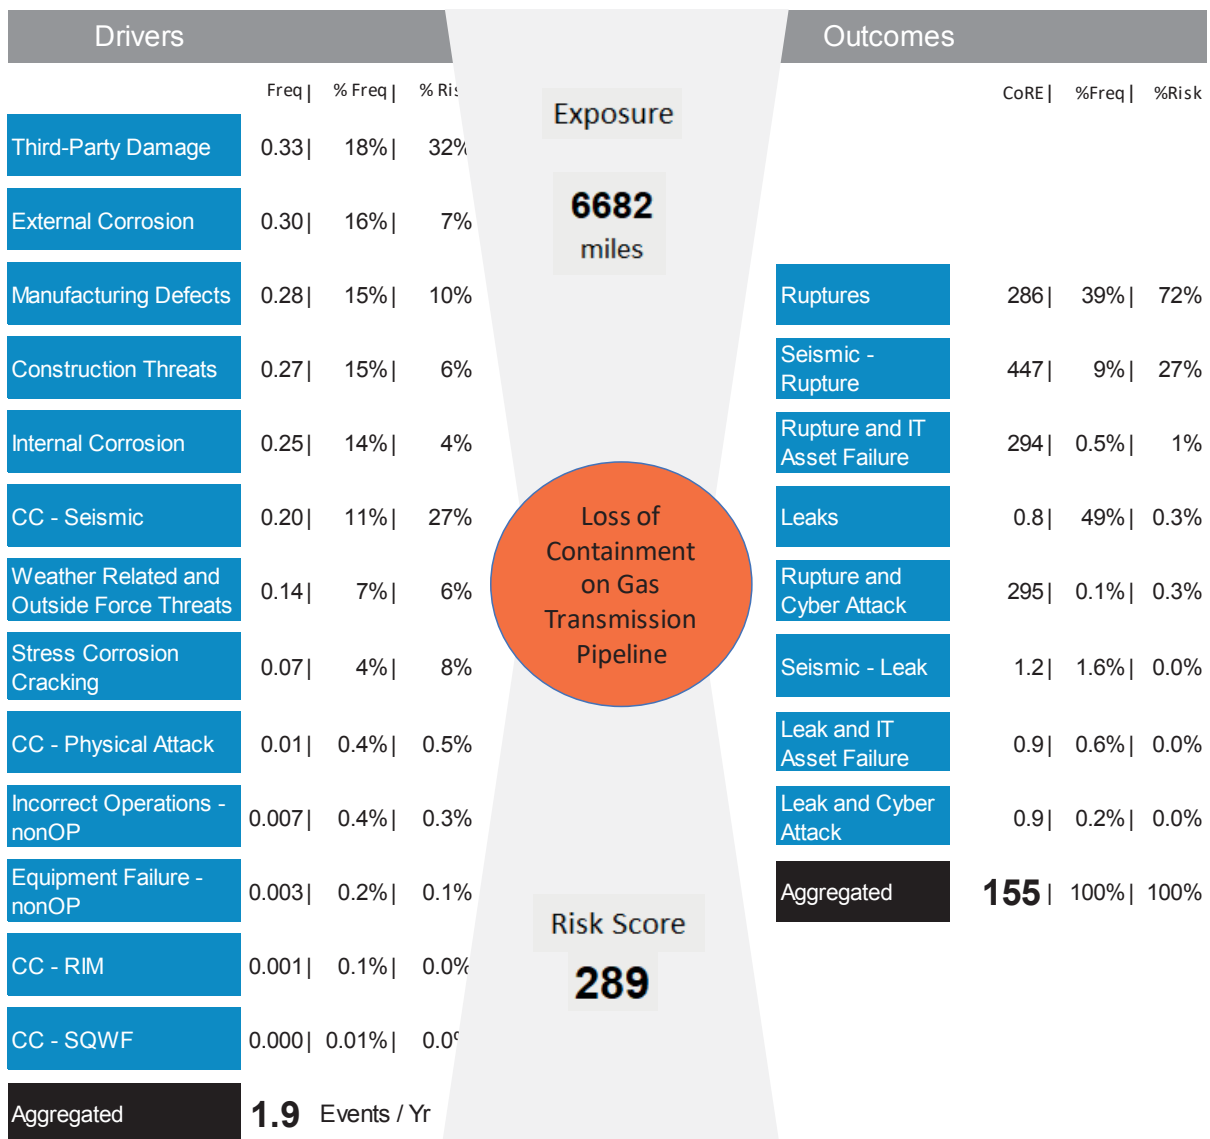 Drivers
Freq| % Freq| % Ris
Third-Party Damage 0.33| 18%| 32%
External Corrosion 0.30| 16%| 7%
Manufacturing Defects 0.28| 15%| 10%
Construction Threats 0.27| 15%| 6%
Internal Corrosion 0.25| 14%| 4%
CC - Seismic 0.20| 11%| 27%
Weather Related and
Outside Force Threats 0.14| 7%| 6%
Stress Corrosion
Cracking 0.07| 4%| 8%
CC - Physical Attack 0.01| 0.4%| 0.5%
Incorrect Operations -
nonOP 0.007| 0.4%| 0.3%
Equipment Failure -
nonOP 0.003| 0.2%| 0.1%
CC - RIM 0.001| 0.1%| 0.0%
CC - SQWF 0.000| 0.01%| 0.0%
Aggregated 1.9 Events / Yr
Exposure
6682
miles
Loss of
Containment
on Gas
Transmission
Pipeline
Risk Score
289
Outcomes
CoRE| %Freq| %Risk
Ruptures 286| 39%| 72%
Seismic -
Rupture 447| 9%| 27%
Rupture and IT
Asset Failure 294| 0.5%| 1%
Leaks 0.8| 49%| 0.3%
Rupture and
Cyber Attack 295| 0.1%| 0.3%
Seismic - Leak 1.2| 1.6%| 0.0%
Leak and IT
Asset Failure 0.9| 0.6%| 0.0%
Leak and Cyber
Attack 0.9| 0.2%| 0.0%
Aggregated 155| 100%| 100%